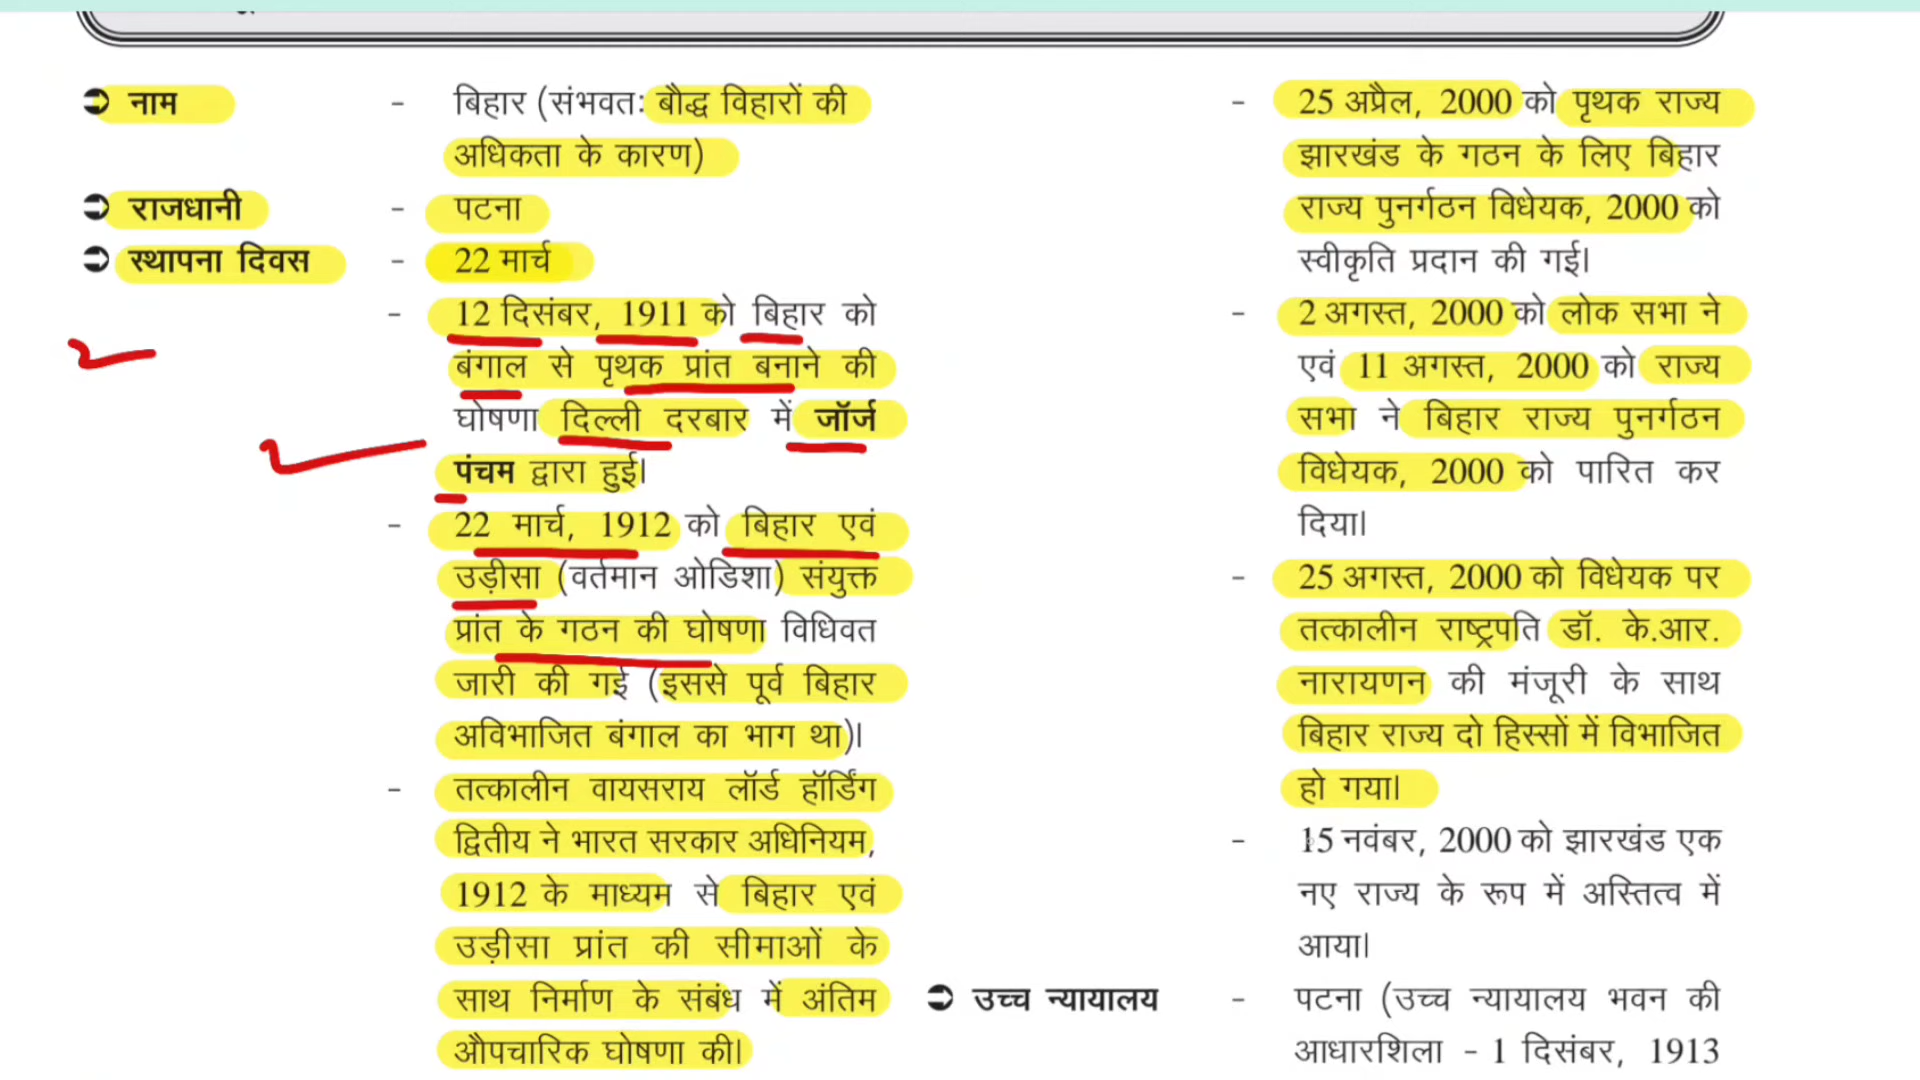 नाम - बिहार (संभवतः बौद्ध विहारों की
अधिकता के कारण)
राजधानी - पटना
स्थापना दिवस - 22 मार्च
- 12 दिसंबर, 1911 को बिहार को
बंगाल से पृथक प्रांत बनाने की
घोषणा दिल्ली दरबार में जॉर्ज
पंचम द्वारा हुई।
- 22 मार्च, 1912 को बिहार एवं
उड़ीसा (वर्तमान ओडिशा) संयुक्त
प्रांत के गठन की घोषणा विधिवत
जारी की गई (इससे पूर्व बिहार
अविभाजित बंगाल का भाग था)।
- तत्कालीन वायसराय लॉर्ड हॉर्डिंग
द्वितीय ने भारत सरकार अधिनियम,
1912 के माध्यम से बिहार एवं
उड़ीसा प्रांत की सीमाओं के
साथ निर्माण के संबंध में अंतिम
औपचारिक घोषणा की।
- 25 अप्रैल, 2000 को पृथक राज्य
झारखंड के गठन के लिए बिहार
राज्य पुनर्गठन विधेयक, 2000 को
स्वीकृति प्रदान की गई।
- 2 अगस्त, 2000 को लोक सभा ने
एवं 11 अगस्त, 2000 को राज्य
सभा ने बिहार राज्य पुनर्गठन
विधेयक, 2000 को पारित कर
दिया।
- 25 अगस्त, 2000 को विधेयक पर
तत्कालीन राष्ट्रपति डॉ. के.आर.
नारायणन की मंजूरी के साथ
बिहार राज्य दो हिस्सों में विभाजित
हो गया।
- 15 नवंबर, 2000 को झारखंड एक
नए राज्य के रूप में अस्तित्व में
आया।
उच्च न्यायालय - पटना (उच्च न्यायालय भवन की
आधारशिला - 1 दिसंबर, 1913